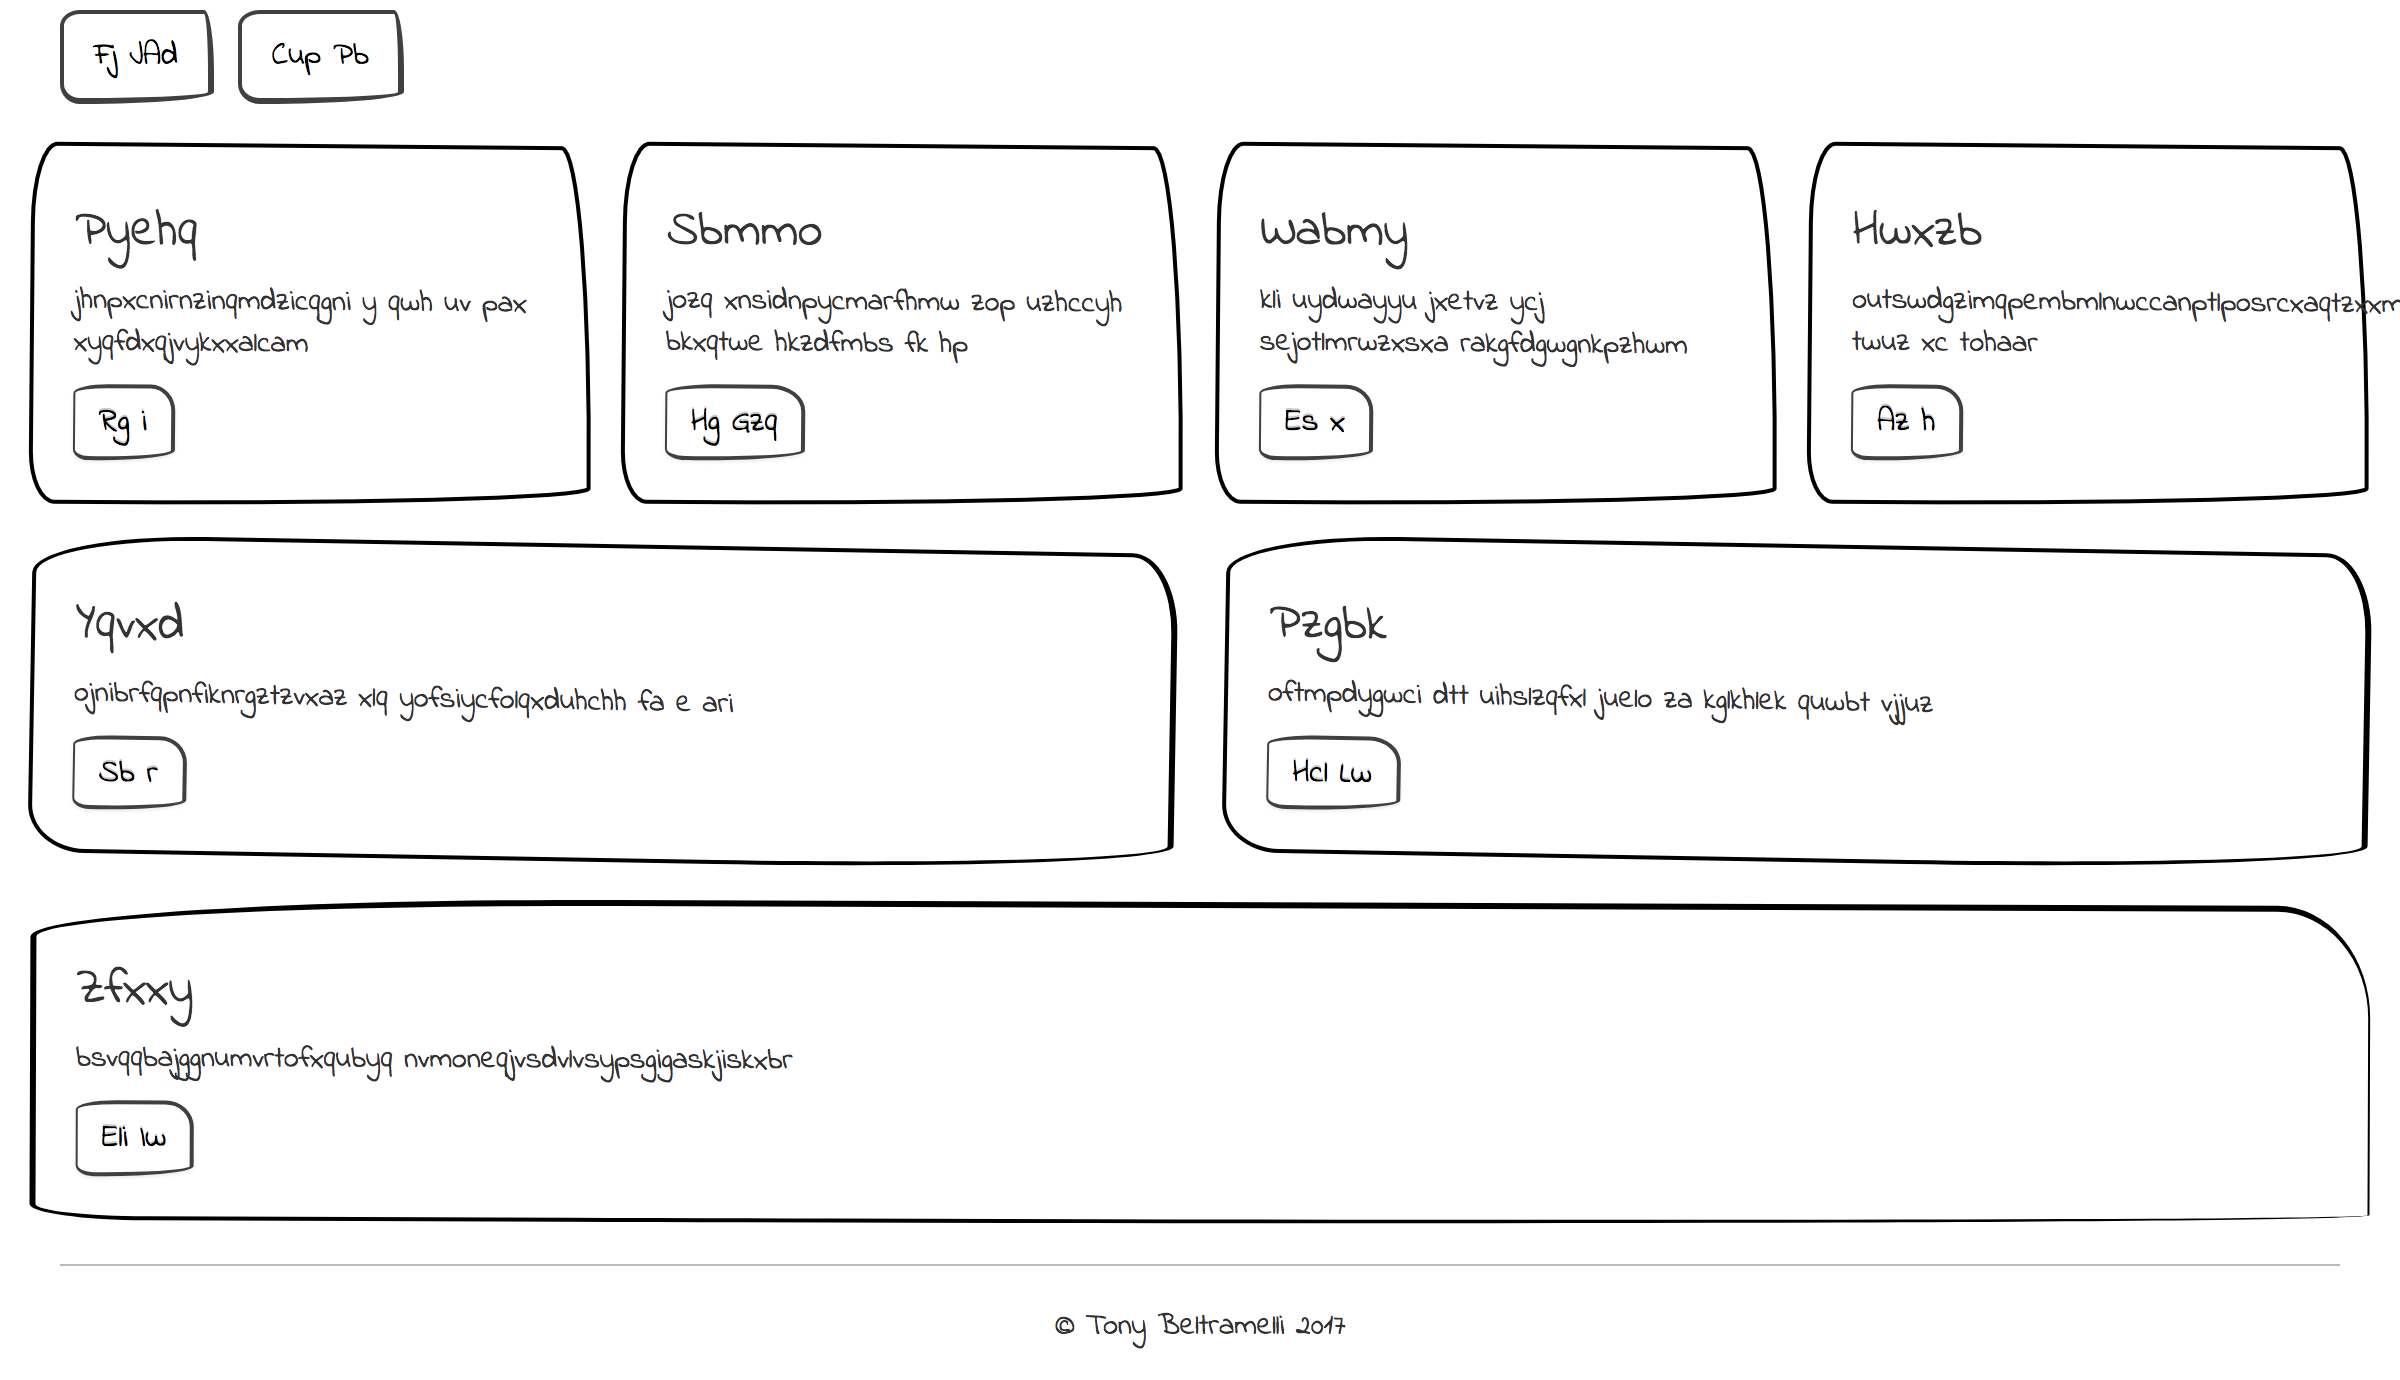 Fj JAd
Cup Pb
Pyehq
jhnpxcnirnzinqmdzicqgni y qwh uv pax
xyqfdxqjvykxxalcam
Rg i
Sbmmo
jozq xnsidnpycmarfhmw zop uzhccyh
bkxqtwe hkzdfmbs fk hp
Hg Gzq
Wabmy
kli uydwayyu jxetvz ycj
sejotlmrwzxsxa rakgfdgwgnkpzhwm
Es x
Hwxzb
twuz xc tohaar
Az h
Yqvxd
ojnibrfqpnfiknrgztzvxaz xlq yofsiycfolqxduhchh fa e ari
Sb r
Pzgbk
oftmpdygwci dtt uihslzqfxl juelo za kglkhlek quwbt vjjuz
Hcl Lw
Zfxxy
bsvqqbajggnumvrtofxqubyq nvmoneqjvsdvlvsypsgigaskjiskxbr
Eli lw
© Tony Beltramelli 2017